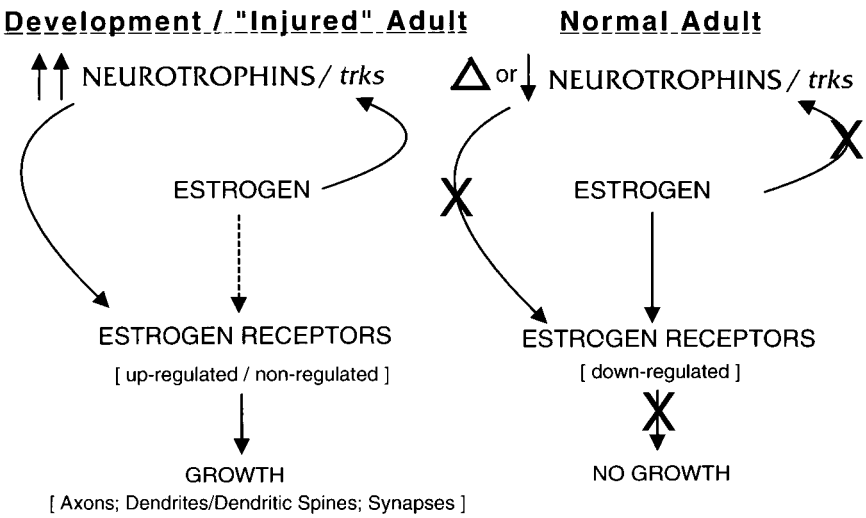 Development / "Injured" Adult
NEUROTROPHINS / trks
ESTROGEN
ESTROGEN RECEPTORS
[ up-regulated / non-regulated ]
GROWTH
[ Axons; Dendrites/Dendritic Spines; Synapses ]
Normal Adult
Δ or ↓ NEUROTROPHINS / trks
X
X
ESTROGEN
ESTROGEN RECEPTORS
[ down-regulated ]
X
NO GROWTH